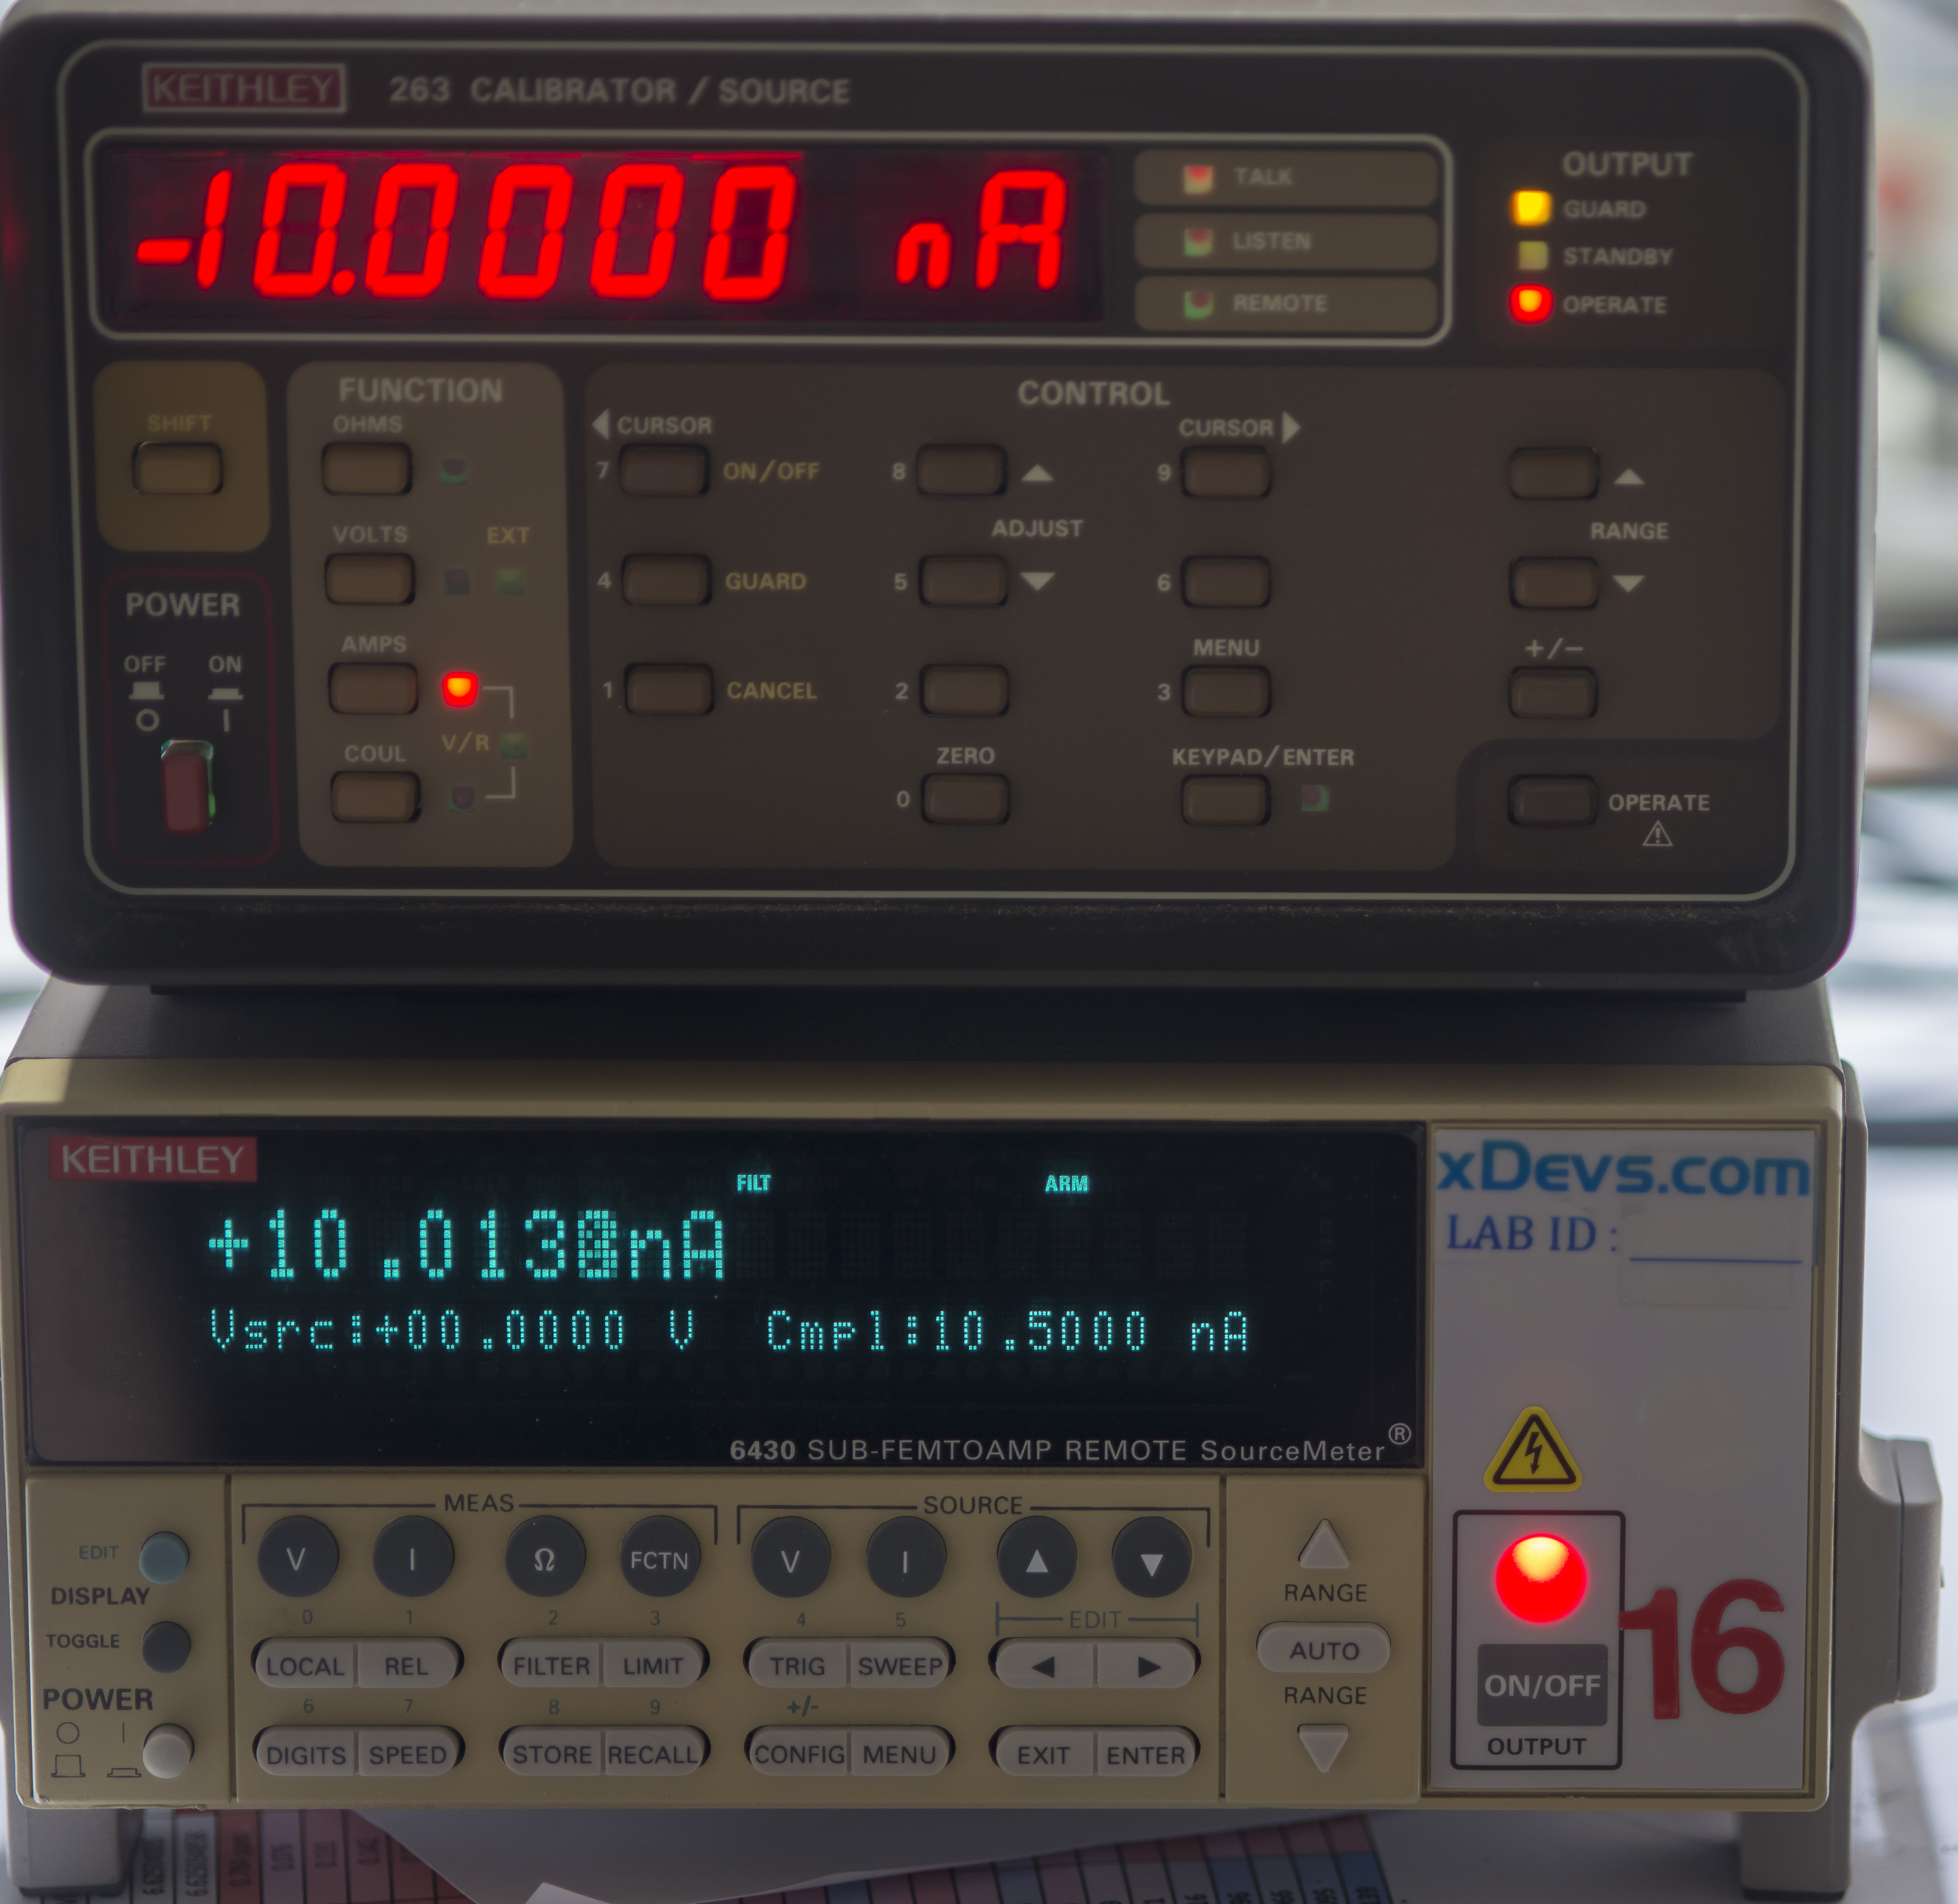 KEITHLEY 263 CALIBRATOR / SOURCE
-10.0000 nA
TALK
LISTEN
REMOTE
OUTPUT
GUARD
STANDBY
OPERATE
SHIFT
FUNCTION
OHMS
VOLTS EXT
AMPS
V/R
COUL
POWER
OFF ON
CONTROL
CURSOR CURSOR
7 ON/OFF 8 9
ADJUST RANGE
4 GUARD 5 6
MENU +/−
1 CANCEL 2 3
ZERO KEYPAD/ENTER
0 OPERATE
KEITHLEY
FILT ARM
+10.013 nA
Vsrc:+00.0000 V Cmpl:10.5000 nA
6430 SUB-FEMTOAMP REMOTE SourceMeter®
xDevs.com
LAB ID :
MEAS SOURCE
EDIT V I Ω FCTN V I
DISPLAY RANGE
0 1 2 3 4 5 EDIT
TOGGLE
LOCAL REL FILTER LIMIT TRIG SWEEP AUTO
POWER 6 7 8 9 +/- RANGE
DIGITS SPEED STORE RECALL CONFIG MENU EXIT ENTER
ON/OFF
OUTPUT
16